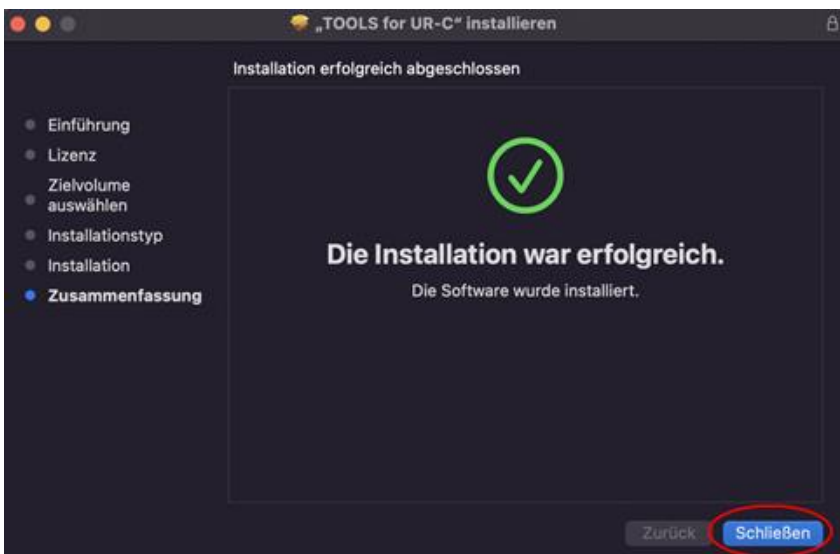 „TOOLS for UR-C“ installieren
Installation erfolgreich abgeschlossen
Einführung
Lizenz
Zielvolume
auswählen
Installationstyp
Installation
Zusammenfassung
Die Installation war erfolgreich.
Die Software wurde installiert.
Zurück
Schließen